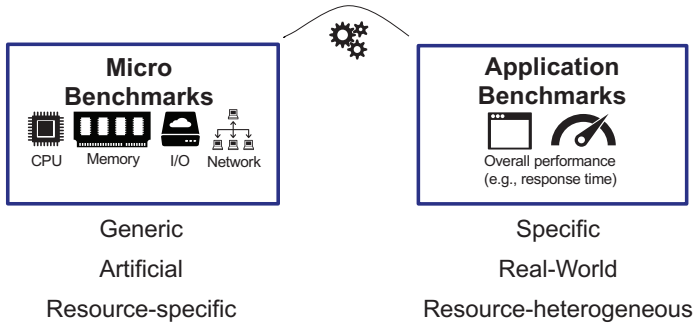 Micro
Benchmarks
CPU
Memory
I/O
Network
Application
Benchmarks
Overall performance
(e.g., response time)
Generic
Artificial
Resource-specific
Specific
Real-World
Resource-heterogeneous